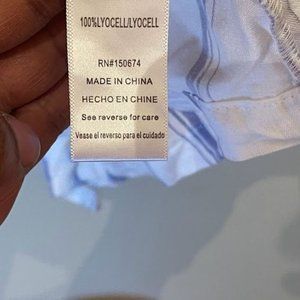 100%LYOCELL/LYOCELL
RN#150674
MADE IN CHINA
HECHO EN CHINE
See reverse for care
Vease el reverso para el cuidado